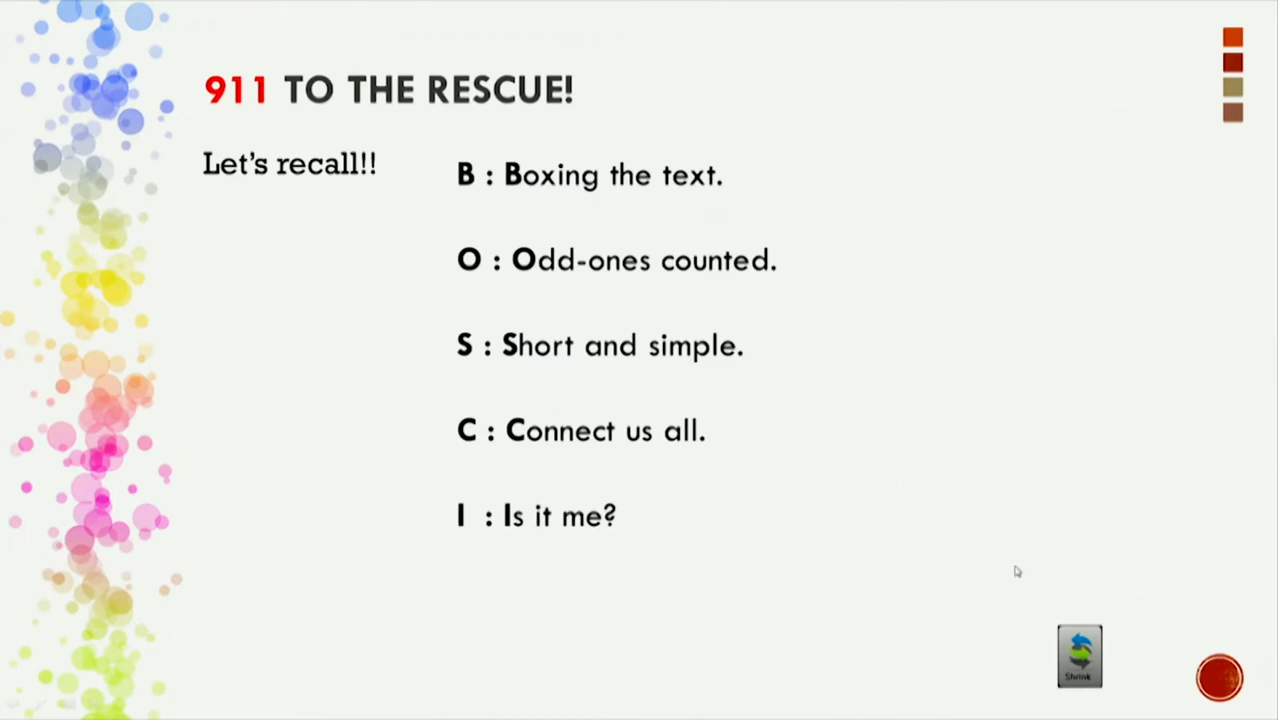 911 TO THE RESCUE!
Let's recall!!
B : Boxing the text.
O : Odd-ones counted.
S : Short and simple.
C : Connect us all.
I : Is it me?
Shrink